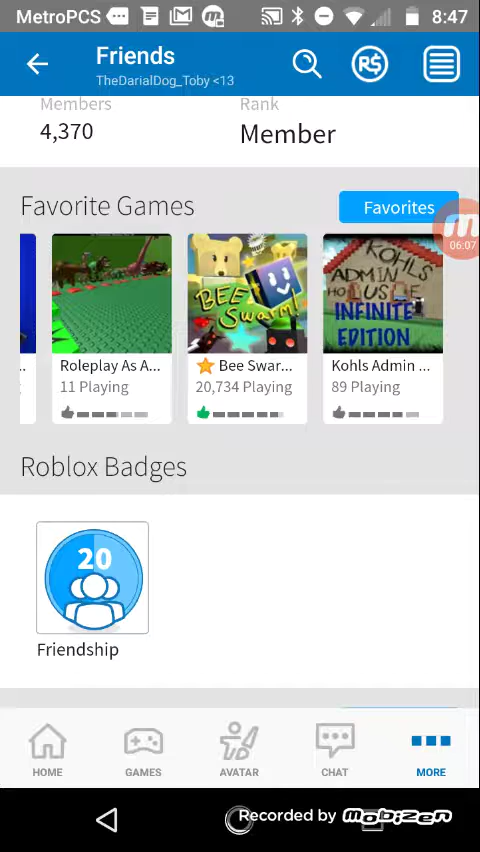 MetroPCS
8:47
Friends
TheDarialDog_Toby <13
R$
Members
Rank
4,370
Member
Favorite Games
Favorites
06:07
BEE
Swarm!
KOHLS
ADMIN
HOUSE
INFINITE
EDITION
..
Roleplay As A...
Bee Swar...
Kohls Admin ...
11 Playing
20,734 Playing
89 Playing
Roblox Badges
20
Friendship
HOME
GAMES
AVATAR
CHAT
MORE
Recorded by Mobizen